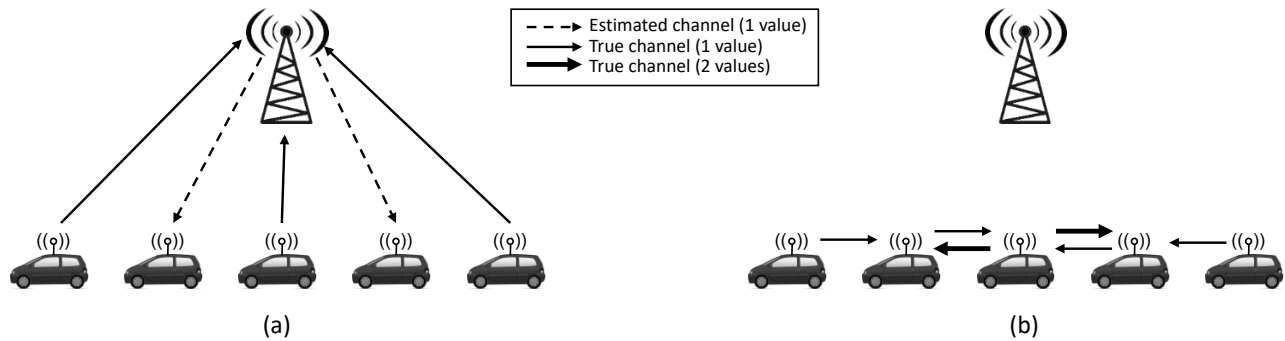 Estimated channel (1 value)
True channel (1 value)
True channel (2 values)
((ο)) ((ο)) ((ο)) ((ο)) ((ο))
((ο)) ((ο)) ((ο)) ((ο)) ((ο))
(a)
(b)